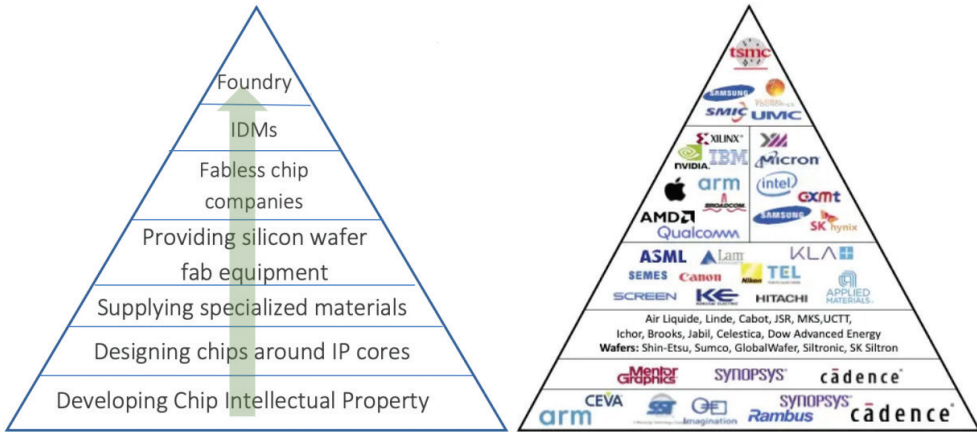 Foundry
IDMs
Fabless chip
companies
Providing silicon wafer
fab equipment
Supplying specialized materials
Designing chips around IP cores
Developing Chip Intellectual Property
tsmc
SAMSUNG
SMIC UMC
XILINX
NVIDIA IBM
Micron
arm
intel
BROADCOM
cxmt
AMD
SAMSUNG
SK hynix
Qualcomm
ASML Lam KLA
SEMES Canon Nikon TEL
SCREEN KE HITACHI APPLIED
MATERIALS
Air Liquide, Linde, Cabot, JSR, MKS,UCTT,
Ichor, Brooks, Jabil, Celestica, Dow Advanced Energy
Wafers: Shin-Etsu, Sumco, GlobalWafer, Siltronic, SK Siltron
Mentor
Graphics
SYNOPSYS
cādence
CEVA
SYNOPSYS
arm
SST
Imagination
Rambus
cādence